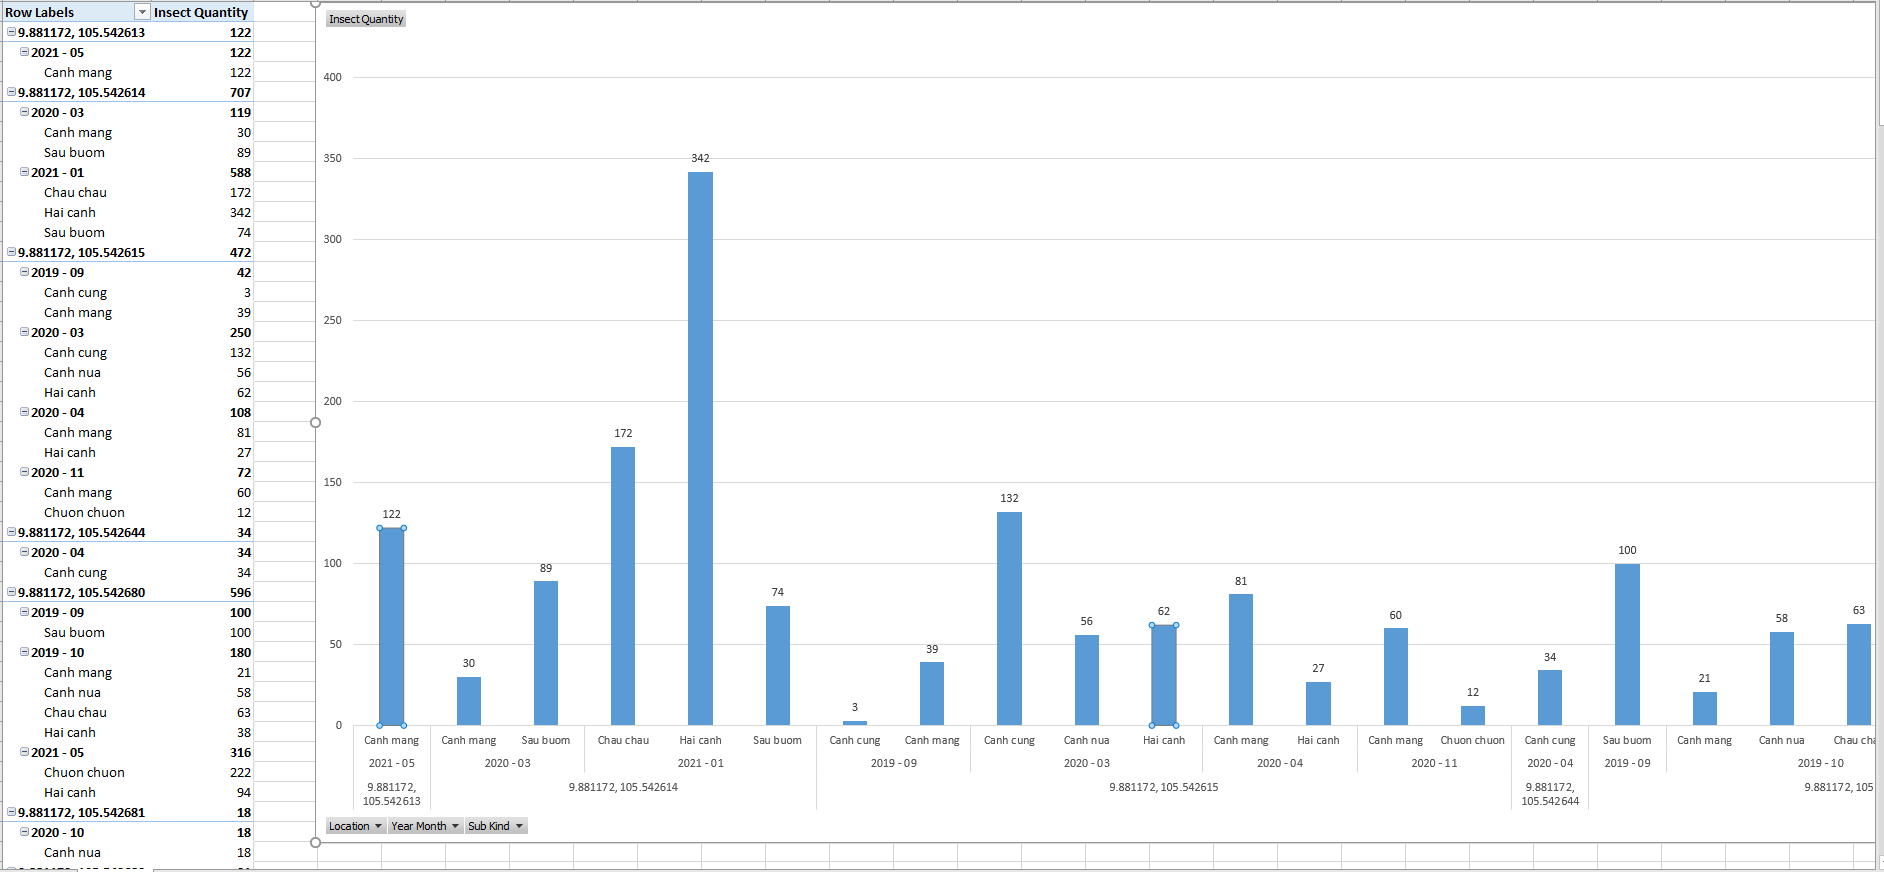 Row Labels Insect Quantity
9.881172, 105.542613 122
2021 - 05 122
Canh mang 122
9.881172, 105.542614 707
2020 - 03 119
Canh mang 30
Sau buom 89
2021 - 01 588
Chau chau 172
Hai canh 342
Sau buom 74
9.881172, 105.542615 472
2019 - 09 42
Canh cung 3
Canh mang 39
2020 - 03 250
Canh cung 132
Canh nua 56
Hai canh 62
2020 - 04 108
Canh mang 81
Hai canh 27
2020 - 11 72
Canh mang 60
Chuon chuon 12
9.881172, 105.542644 34
2020 - 04 34
Canh cung 34
9.881172, 105.542680 596
2019 - 09 100
Sau buom 100
2019 - 10 180
Canh mang 21
Canh nua 58
Chau chau 63
Hai canh 38
2021 - 05 316
Chuon chuon 222
Hai canh 94
9.881172, 105.542681 18
2020 - 10 18
Canh nua 18
Insect Quantity
400
350
300
250
200
150
100
50
0
122 30 89 172 342 74 3 39 132 56 62 81 27 60 12 34 100 21 58 63
Canh mang Canh mang Sau buom Chau chau Hai canh Sau buom Canh cung Canh mang Canh cung Canh nua Hai canh Canh mang Hai canh Canh mang Chuon chuon Canh cung Sau buom Canh mang Canh nua Chau cha
2021 - 05 2020 - 03 2021 - 01 2019 - 09 2020 - 03 2020 - 04 2020 - 11 2020 - 04 2019 - 09 2019 - 10
9.881172, 105.542613 9.881172, 105.542614 9.881172, 105.542615 9.881172, 105.542644 9.881172, 105
Location Year Month Sub Kind